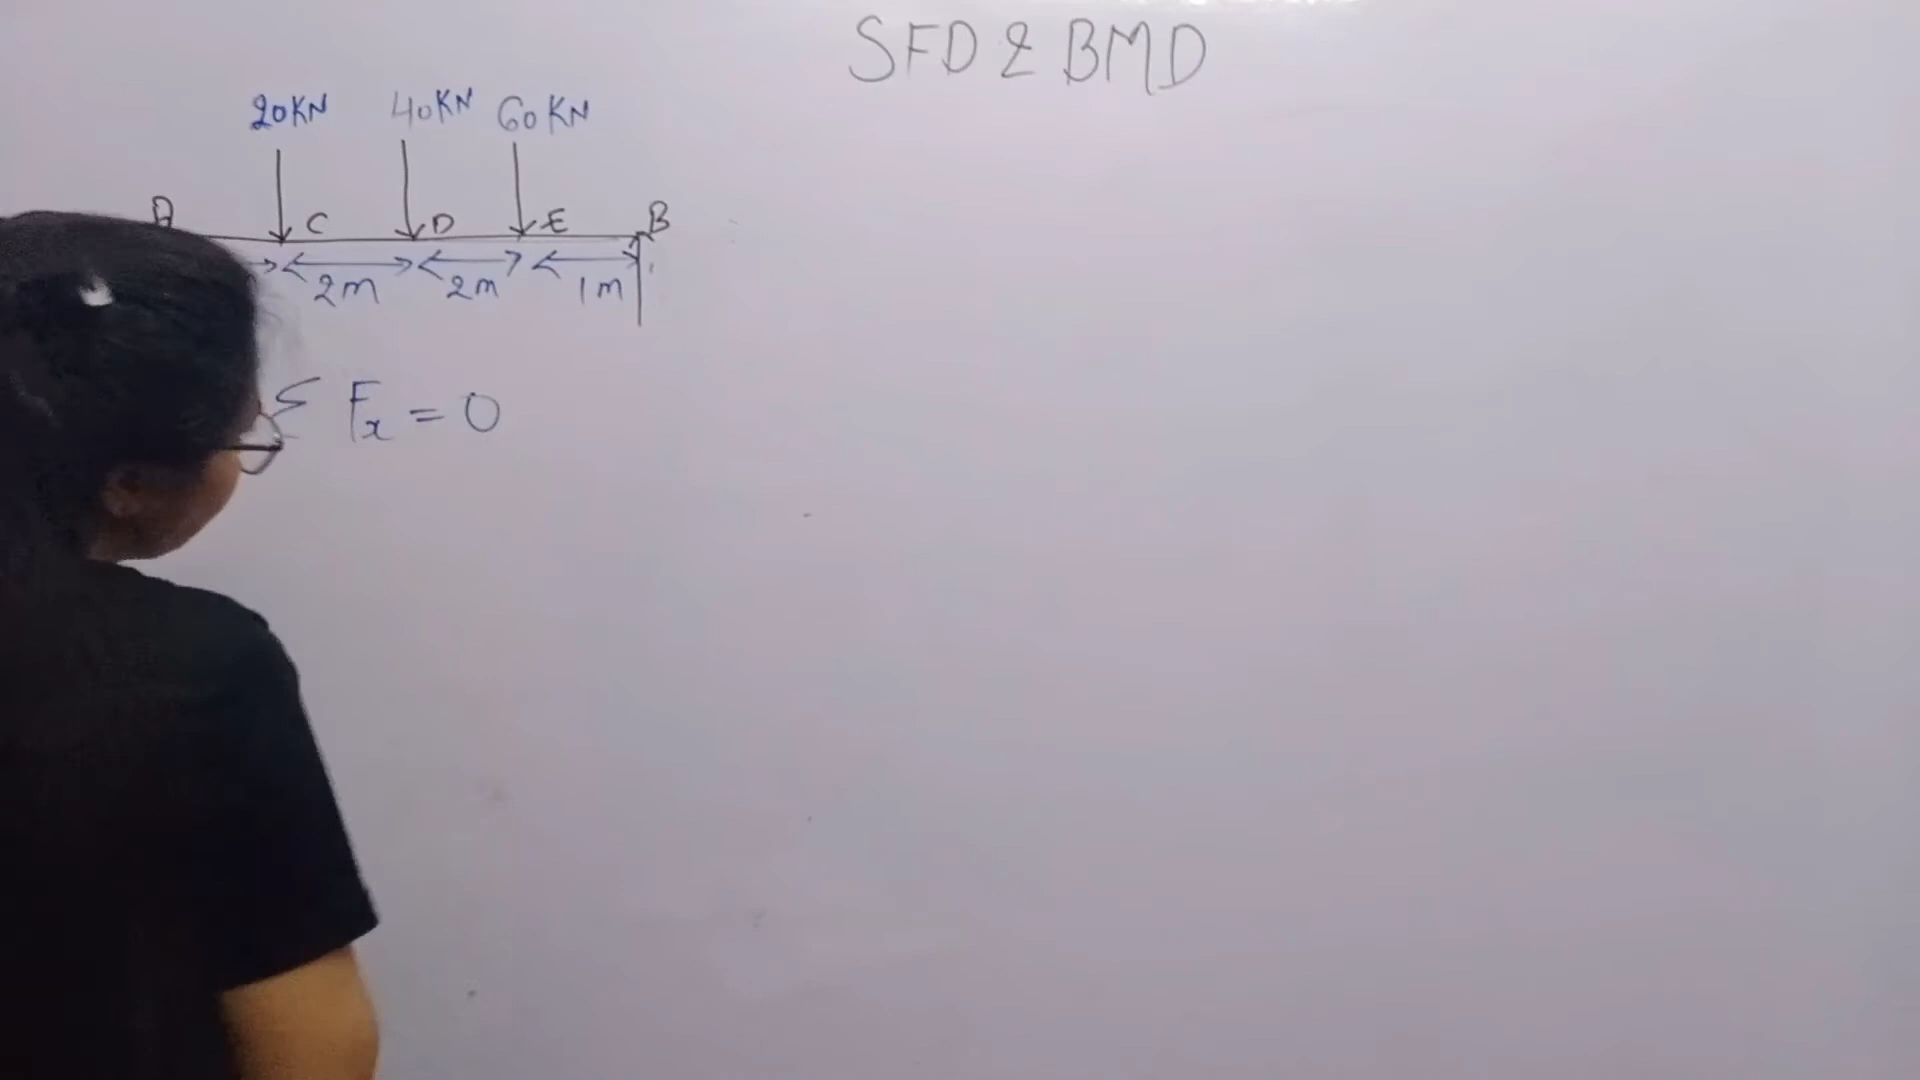 SFD & BMD
20KN 40KN 60KN
A C D E B
2m 2m 1m
Σ Fx = 0